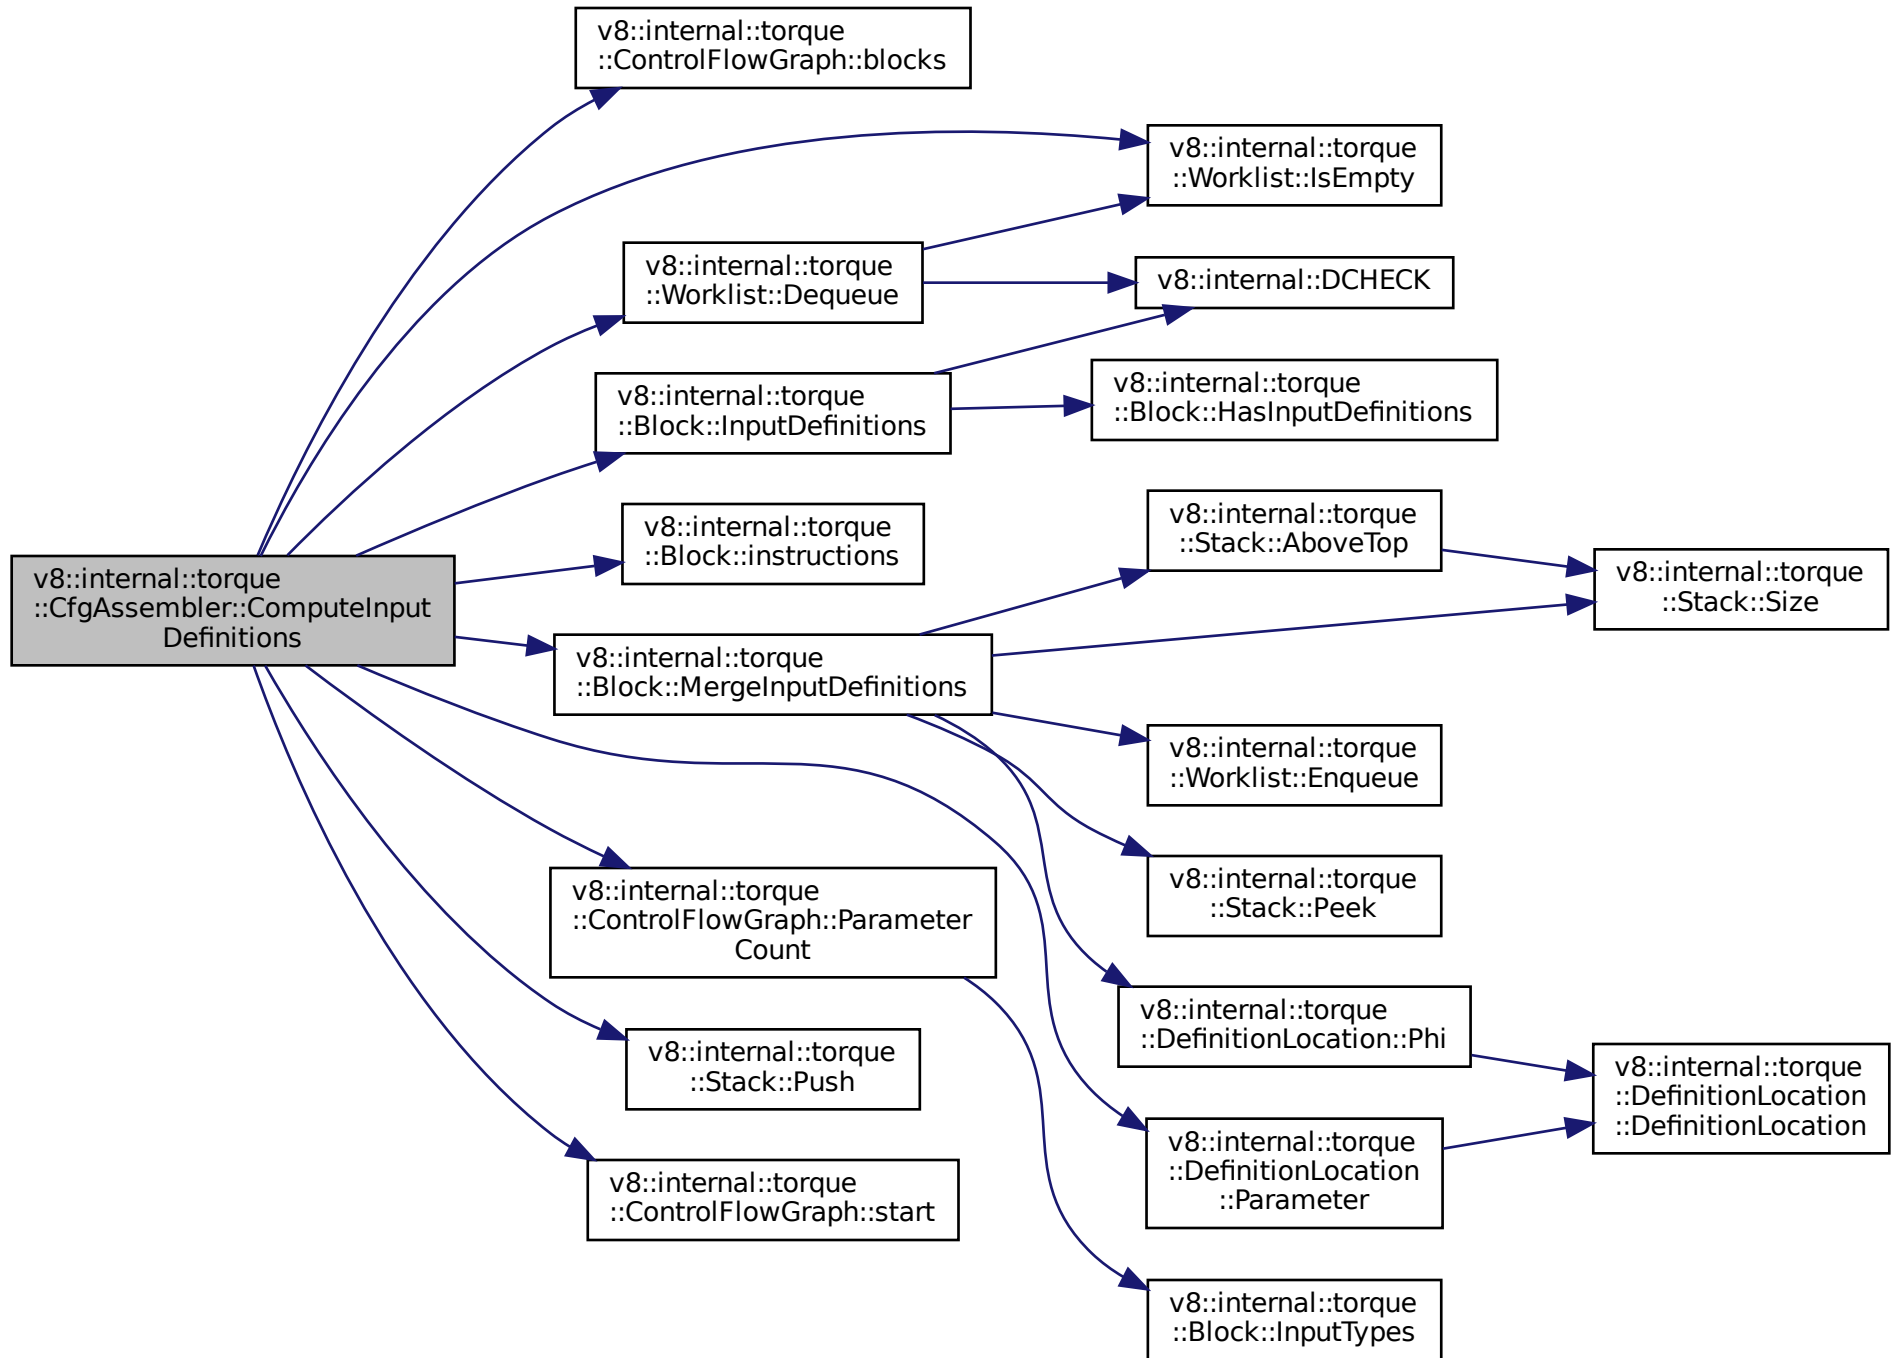 v8::internal::torque
::ControlFlowGraph::blocks
v8::internal::torque
::Worklist::IsEmpty
v8::internal::torque
::Worklist::Dequeue
v8::internal::DCHECK
v8::internal::torque
::Block::InputDefinitions
v8::internal::torque
::Block::HasInputDefinitions
v8::internal::torque
::Block::instructions
v8::internal::torque
::Stack::AboveTop
v8::internal::torque
::Stack::Size
v8::internal::torque
::CfgAssembler::ComputeInput
Definitions
v8::internal::torque
::Block::MergeInputDefinitions
v8::internal::torque
::Worklist::Enqueue
v8::internal::torque
::Stack::Peek
v8::internal::torque
::ControlFlowGraph::Parameter
Count
v8::internal::torque
::DefinitionLocation::Phi
v8::internal::torque
::Stack::Push
v8::internal::torque
::DefinitionLocation
::DefinitionLocation
v8::internal::torque
::DefinitionLocation
::Parameter
v8::internal::torque
::ControlFlowGraph::start
v8::internal::torque
::Block::InputTypes